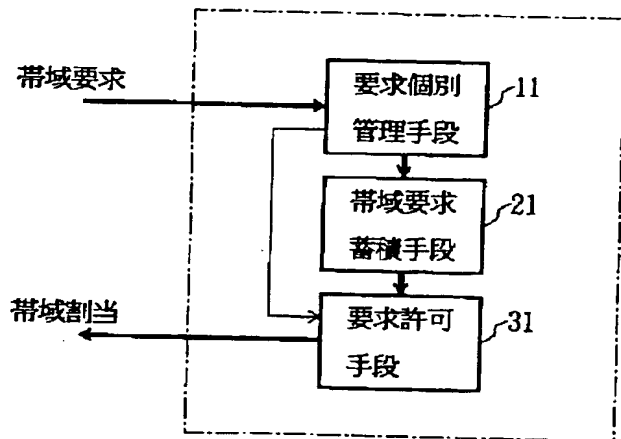 帯域要求
要求個別
管理手段
11
帯域要求
蓄積手段
21
帯域割当
要求許可
手段
31